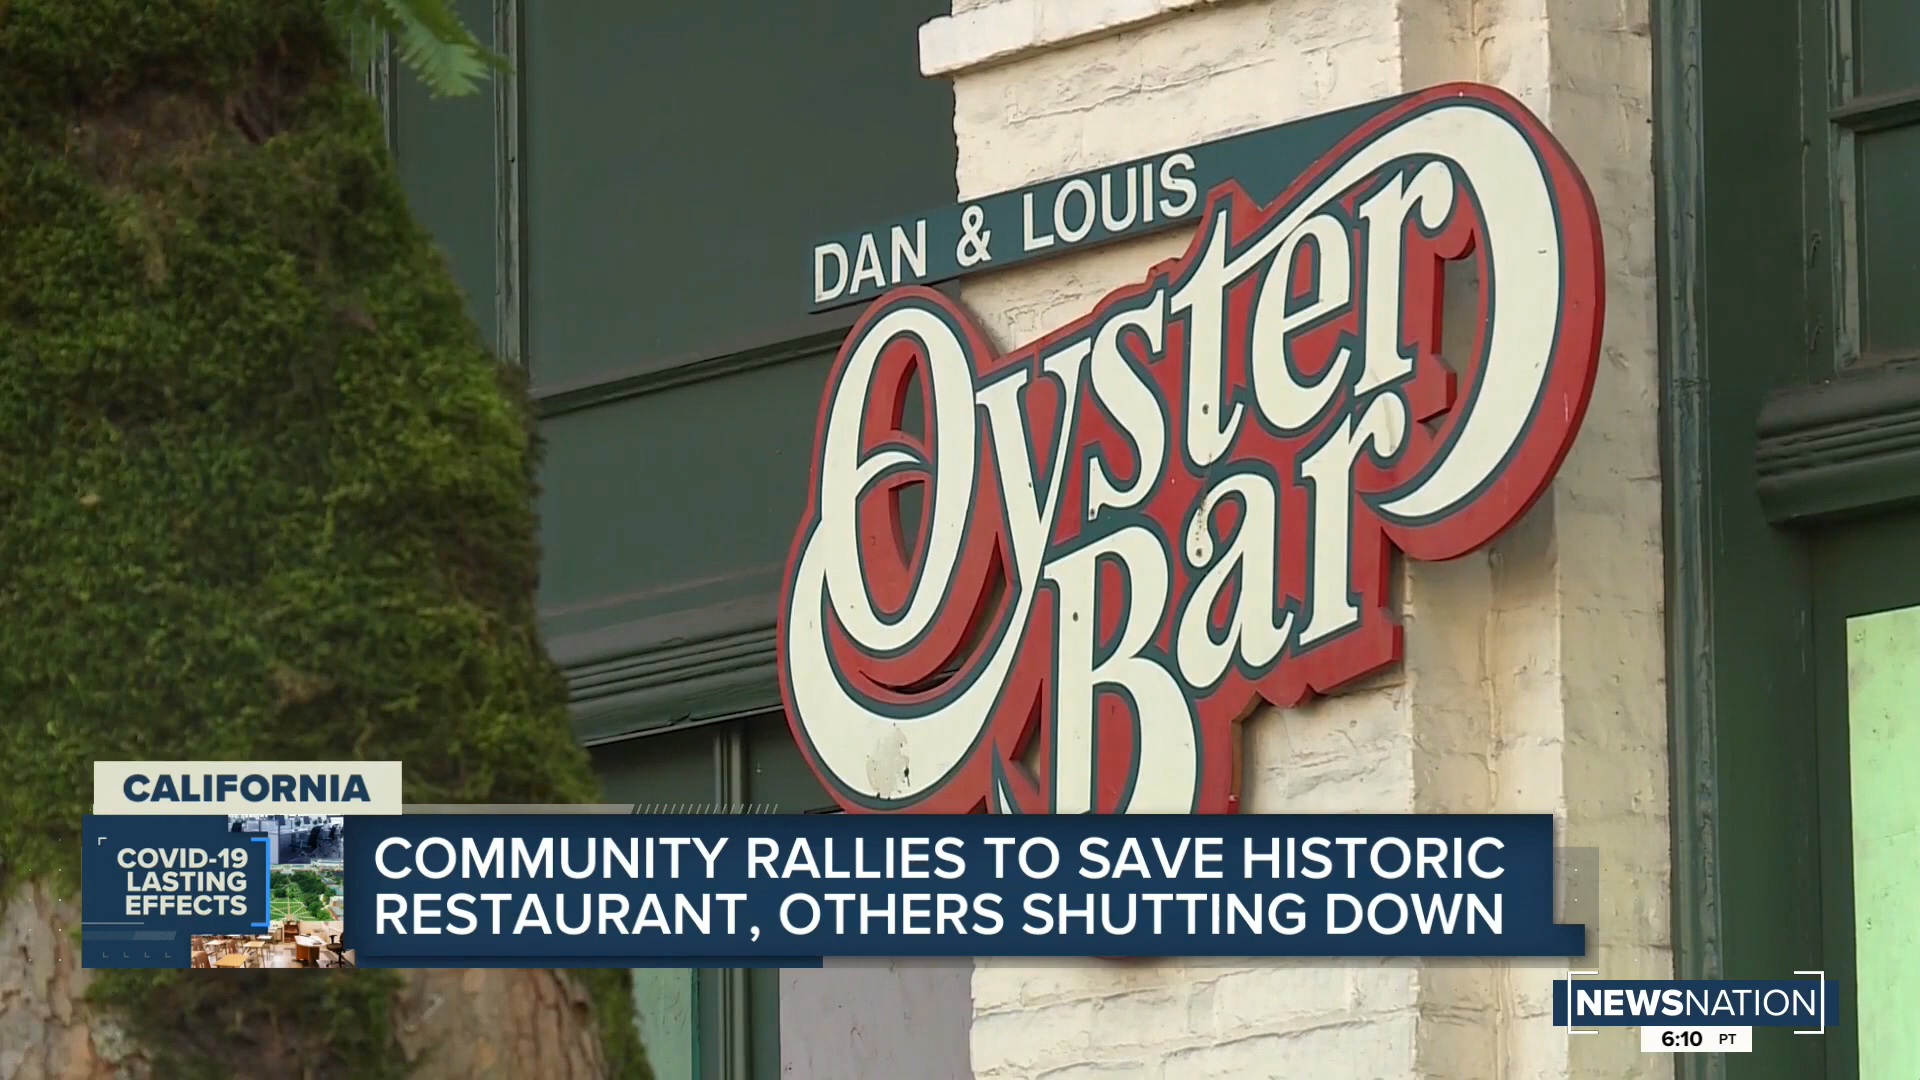 DAN & LOUIS
Oyster
Bar
CALIFORNIA
COVID-19
LASTING
EFFECTS
COMMUNITY RALLIES TO SAVE HISTORIC
RESTAURANT, OTHERS SHUTTING DOWN
NEWSNATION
6:10 PT